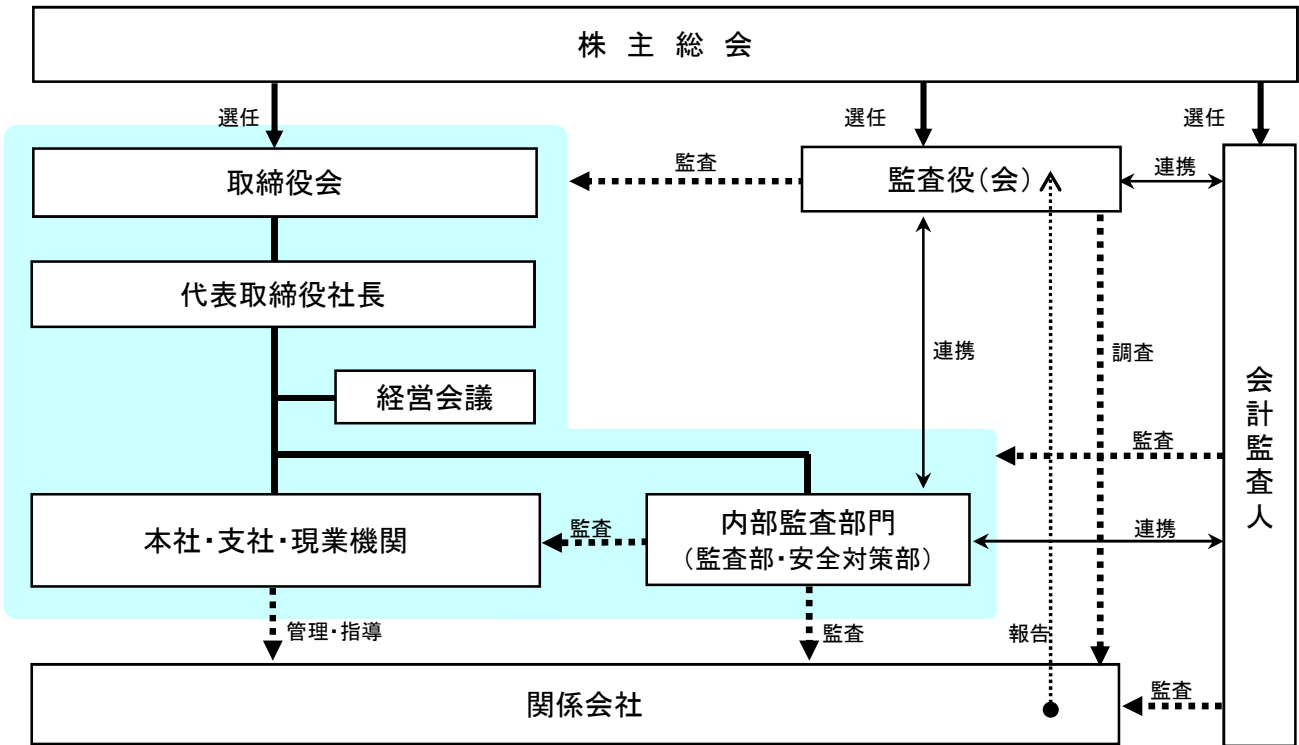 株 主 総 会
選任
選任
選任
取締役会
監査
監査役(会)
連携
代表取締役社長
連携
調査
経営会議
会計監査人
監査
本社・支社・現業機関
監査
内部監査部門
(監査部・安全対策部)
連携
管理・指導
監査
報告
関係会社
監査